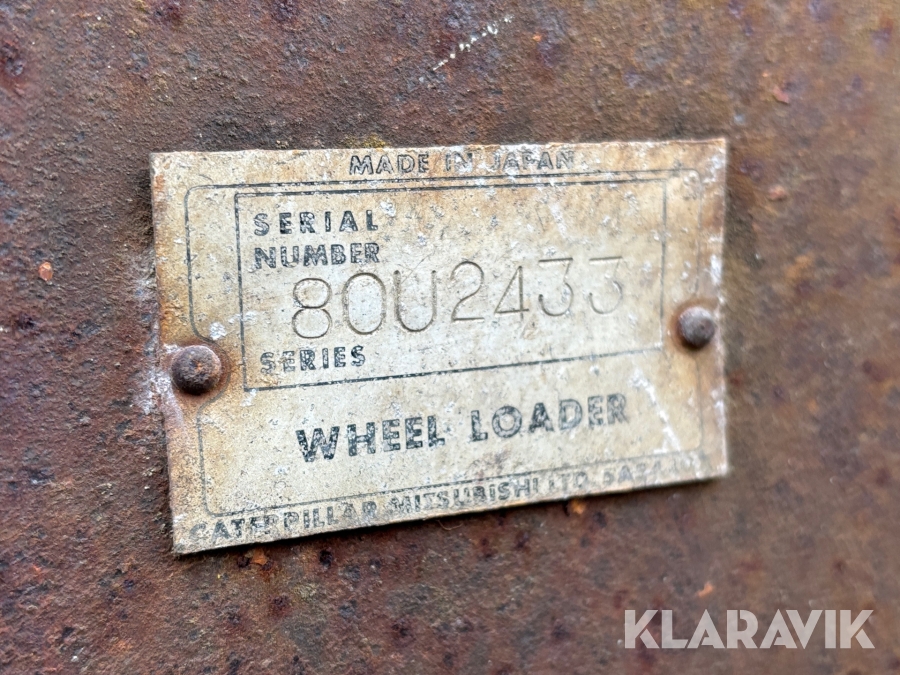 MADE IN JAPAN
SERIAL
NUMBER
80U2433
SERIES
WHEEL LOADER
CATERPILLAR MITSUBISHI LTD.
KLARAVIK